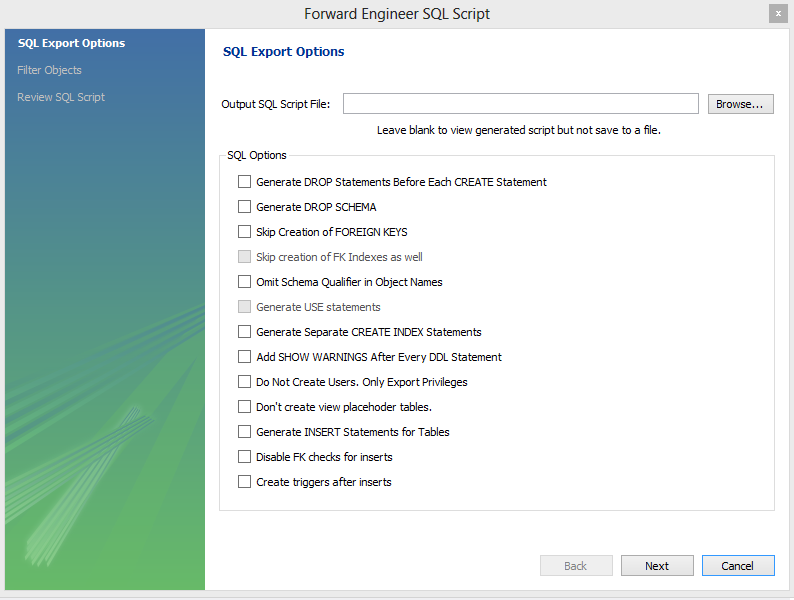 Forward Engineer SQL Script
x
SQL Export Options
Filter Objects
Review SQL Script
SQL Export Options
Output SQL Script File:
Browse...
Leave blank to view generated script but not save to a file.
SQL Options
Generate DROP Statements Before Each CREATE Statement
Generate DROP SCHEMA
Skip Creation of FOREIGN KEYS
Skip creation of FK Indexes as well
Omit Schema Qualifier in Object Names
Generate USE statements
Generate Separate CREATE INDEX Statements
Add SHOW WARNINGS After Every DDL Statement
Do Not Create Users. Only Export Privileges
Don't create view placehoder tables.
Generate INSERT Statements for Tables
Disable FK checks for inserts
Create triggers after inserts
Back
Next
Cancel